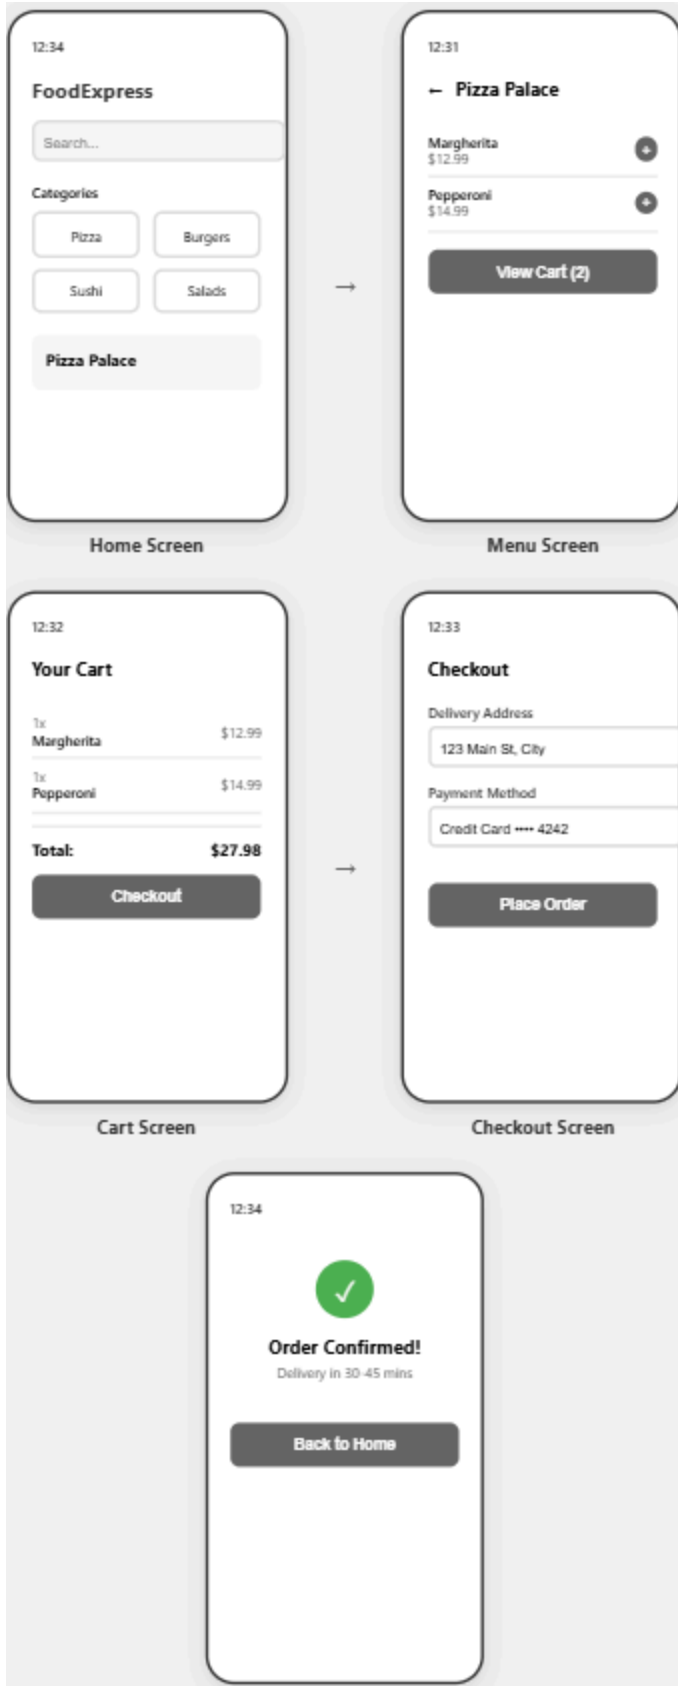 12:34
FoodExpress
Search...
Categories
Pizza Burgers
Sushi Salads
Pizza Palace
Home Screen
→
12:31
← Pizza Palace
Margherita
$12.99
+
Pepperoni
$14.99
+
View Cart (2)
Menu Screen
12:32
Your Cart
1x
Margherita $12.99
1x
Pepperoni $14.99
Total: $27.98
Checkout
Cart Screen
→
12:33
Checkout
Delivery Address
123 Main St, City
Payment Method
Credit Card •••• 4242
Place Order
Checkout Screen
12:34
✓
Order Confirmed!
Delivery in 30-45 mins
Back to Home